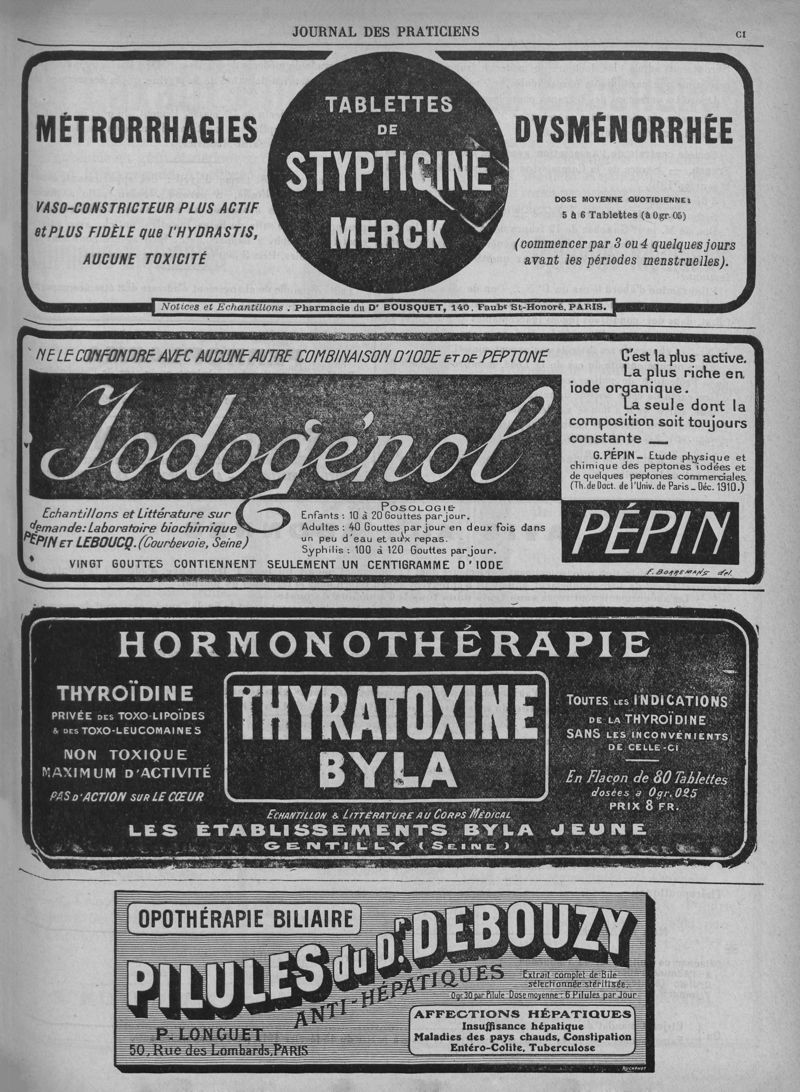 JOURNAL DES PRATICIENS
CI
MÉTRORRHAGIES
VASO-CONSTRICTEUR PLUS ACTIF
et PLUS FIDÈLE que l'HYDRASTIS,
AUCUNE TOXICITÉ
TABLETTES
DE
STYPTICINE
MERCK
DYSMÉNORRHÉE
DOSE MOYENNE QUOTIDIENNE:
5 à 6 Tablettes (à 0gr. 05)
(commencer par 3 ou 4 quelques jours
avant les périodes menstruelles).
Notices et Echantillons . Pharmacie du Dr BOUSQUET, 140, Faubg St-Honoré, PARIS.
NE LE CONFONDRE AVEC AUCUNE AUTRE COMBINAISON D'IODE ET DE PEPTONE
Iodogénol
C'est la plus active.
La plus riche en
iode organique.
La seule dont la
composition soit toujours
constante —
G. PÉPIN _ Etude physique et
chimique des peptones iodées et
de quelques peptones commerciales.
(Th. de Doct. de l'Univ. de Paris _ Déc. 1910.)
PÉPIN
F. BORREMANS del.
Echantillons et Littérature sur
demande: Laboratoire biochimique
PÉPIN ET LEBOUCQ. (Courbevoie, Seine)
POSOLOGIE
Enfants : 10 à 20 Gouttes par jour.
Adultes : 40 Gouttes par jour en deux fois dans
un peu d'eau et aux repas.
Syphilis : 100 à 120 Gouttes par jour.
VINGT GOUTTES CONTIENNENT SEULEMENT UN CENTIGRAMME D'IODE
HORMONOTHÉRAPIE
THYROÏDINE
PRIVÉE DES TOXO-LIPOÏDES
& DES TOXO-LEUCOMAINES
NON TOXIQUE
MAXIMUM D'ACTIVITÉ
PAS D'ACTION SUR LE CŒUR
THYRATOXINE
BYLA
TOUTES LES INDICATIONS
DE LA THYROÏDINE
SANS LES INCONVÉNIENTS
DE CELLE-CI
En Flacon de 80 Tablettes
dosées à 0gr. 025
PRIX 8 FR.
ECHANTILLON & LITTÉRATURE AU CORPS MÉDICAL
LES ÉTABLISSEMENTS BYLA JEUNE
GENTILLY (SEINE)
OPOTHÉRAPIE BILIAIRE
PILULES du Dr. DEBOUZY
ANTI-HÉPATIQUES
Extrait complet de Bile
sélectionnée stérilisée.
0gr 30 par Pilule - Dose moyenne : 6 Pilules par Jour
P. LONGUET
50, Rue des Lombards, PARIS
AFFECTIONS HÉPATIQUES
Insuffisance hépatique
Maladies des pays chauds, Constipation
Entéro-Colite, Tuberculose